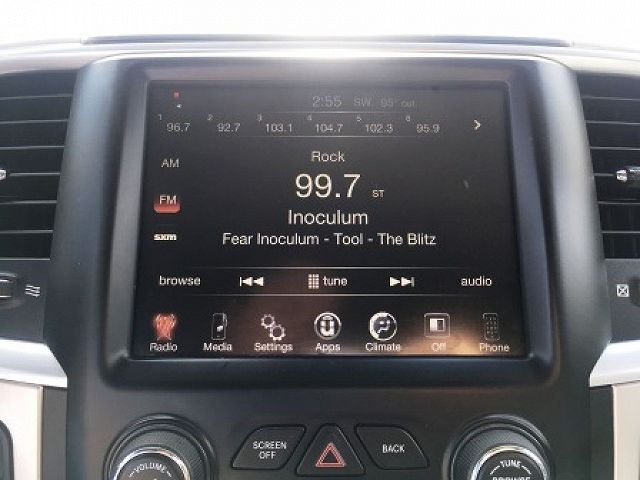 2:55 SW 95° out
1 96.7 2 92.7 3 103.1 4 104.7 5 102.3 6 95.9 >
AM
Rock
FM
99.7 ST
Inoculum
sxm
Fear Inoculum - Tool - The Blitz
browse tune audio
Radio Media Settings Apps Climate Off Phone
SCREEN OFF
BACK
VOLUME
TUNE
BROWSE